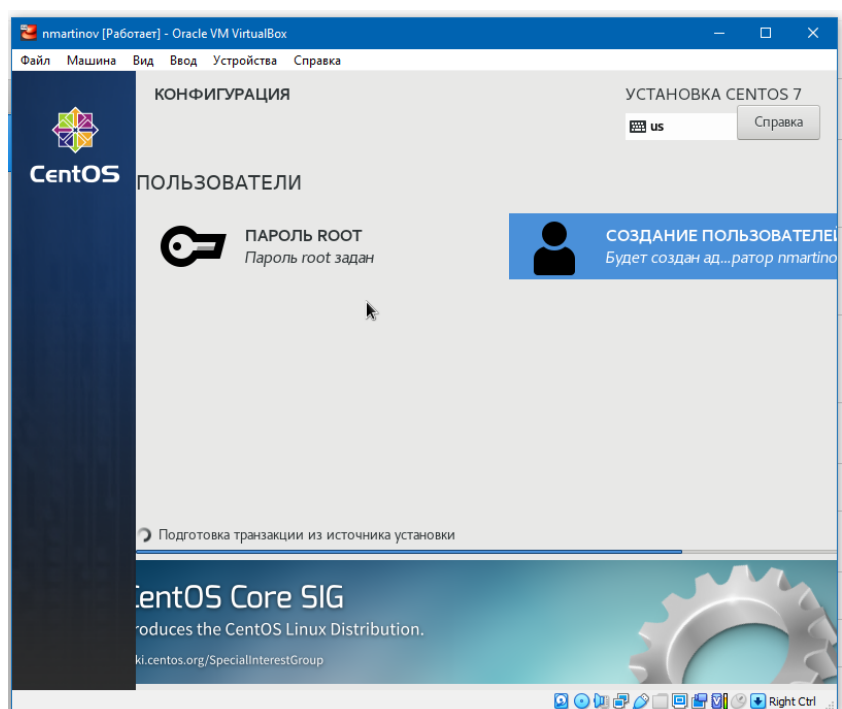 nmartinov [Работает] - Oracle VM VirtualBox
Файл Машина Вид Ввод Устройства Справка
КОНФИГУРАЦИЯ
УСТАНОВКА CENTOS 7
us
Справка
CentOS
ПОЛЬЗОВАТЕЛИ
ПАРОЛЬ ROOT
Пароль root задан
СОЗДАНИЕ ПОЛЬЗОВАТЕЛЕ
Будет создан ад...ратор nmartino
Подготовка транзакции из источника установки
CentOS Core SIG
roduces the CentOS Linux Distribution.
ki.centos.org/SpecialInterestGroup
Right Ctrl